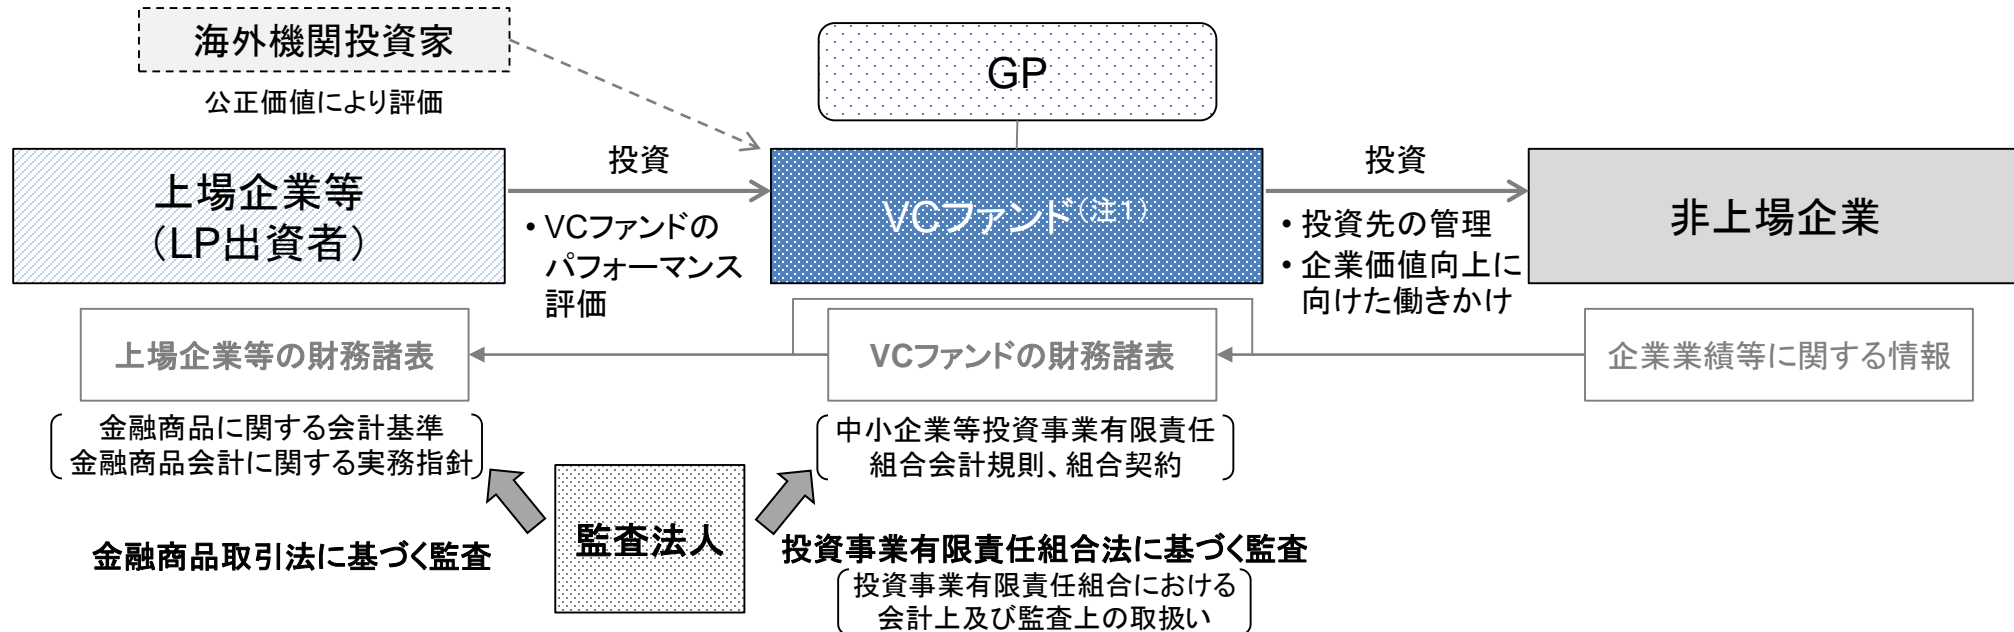 海外機関投資家
公正価値により評価
GP
上場企業等
（LP出資者）
投資
・VCファンドの
パフォーマンス
評価
VCファンド（注１）
投資
・投資先の管理
・企業価値向上に
向けた働きかけ
非上場企業
上場企業等の財務諸表
VCファンドの財務諸表
企業業績等に関する情報
金融商品に関する会計基準
金融商品会計に関する実務指針
中小企業等投資事業有限責任
組合会計規則、組合契約
監査法人
金融商品取引法に基づく監査
投資事業有限責任組合法に基づく監査
投資事業有限責任組合における
会計上及び監査上の取扱い